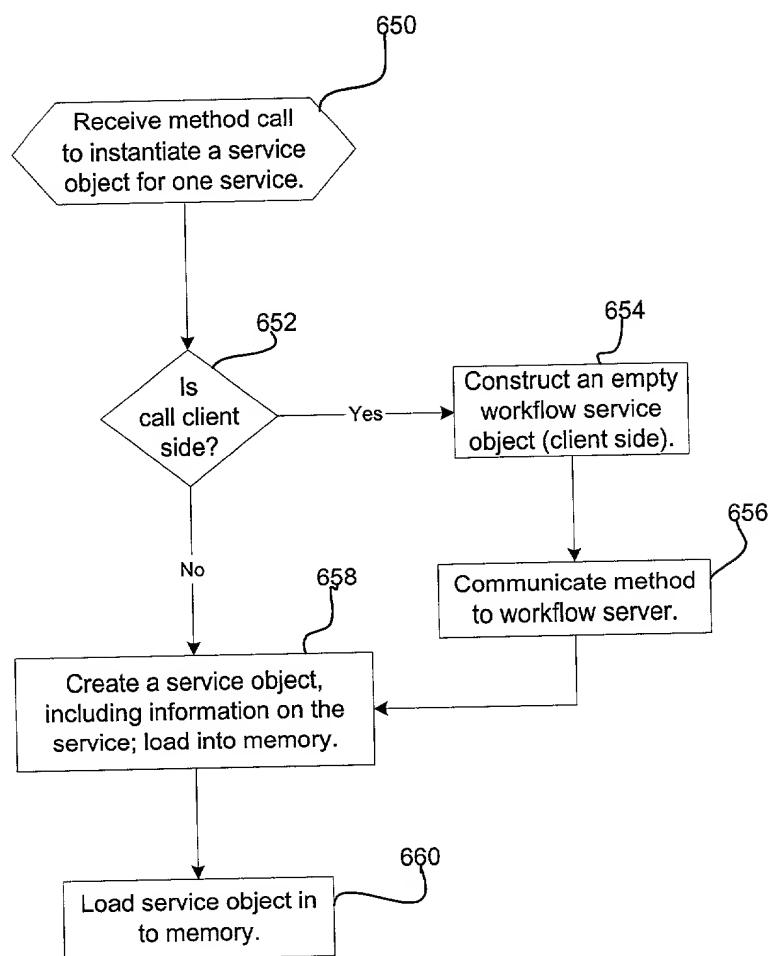 650
Receive method call
to instantiate a service
object for one service.
652
Is
call client
side?
Yes
654
Construct an empty
workflow service
object (client side).
656
Communicate method
to workflow server.
No
658
Create a service object,
including information on the
service; load into memory.
660
Load service object in
to memory.